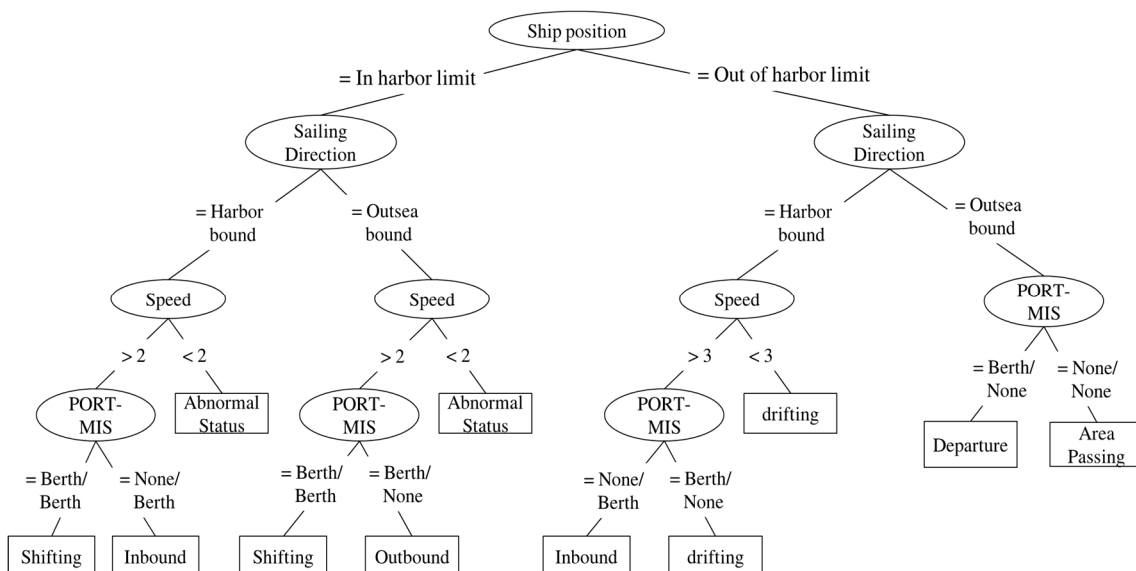 Ship position
= In harbor limit
= Out of harbor limit
Sailing
Direction
Sailing
Direction
= Harbor
bound
= Outsea
bound
= Harbor
bound
= Outsea
bound
Speed
Speed
Speed
PORT-
MIS
> 2
< 2
> 2
< 2
> 3
< 3
= Berth/
None
= None/
None
PORT-
MIS
Abnormal
Status
PORT-
MIS
Abnormal
Status
PORT-
MIS
drifting
Departure
Area
Passing
= Berth/
Berth
= None/
Berth
= Berth/
Berth
= Berth/
None
= None/
Berth
= Berth/
None
Shifting
Inbound
Shifting
Outbound
Inbound
drifting